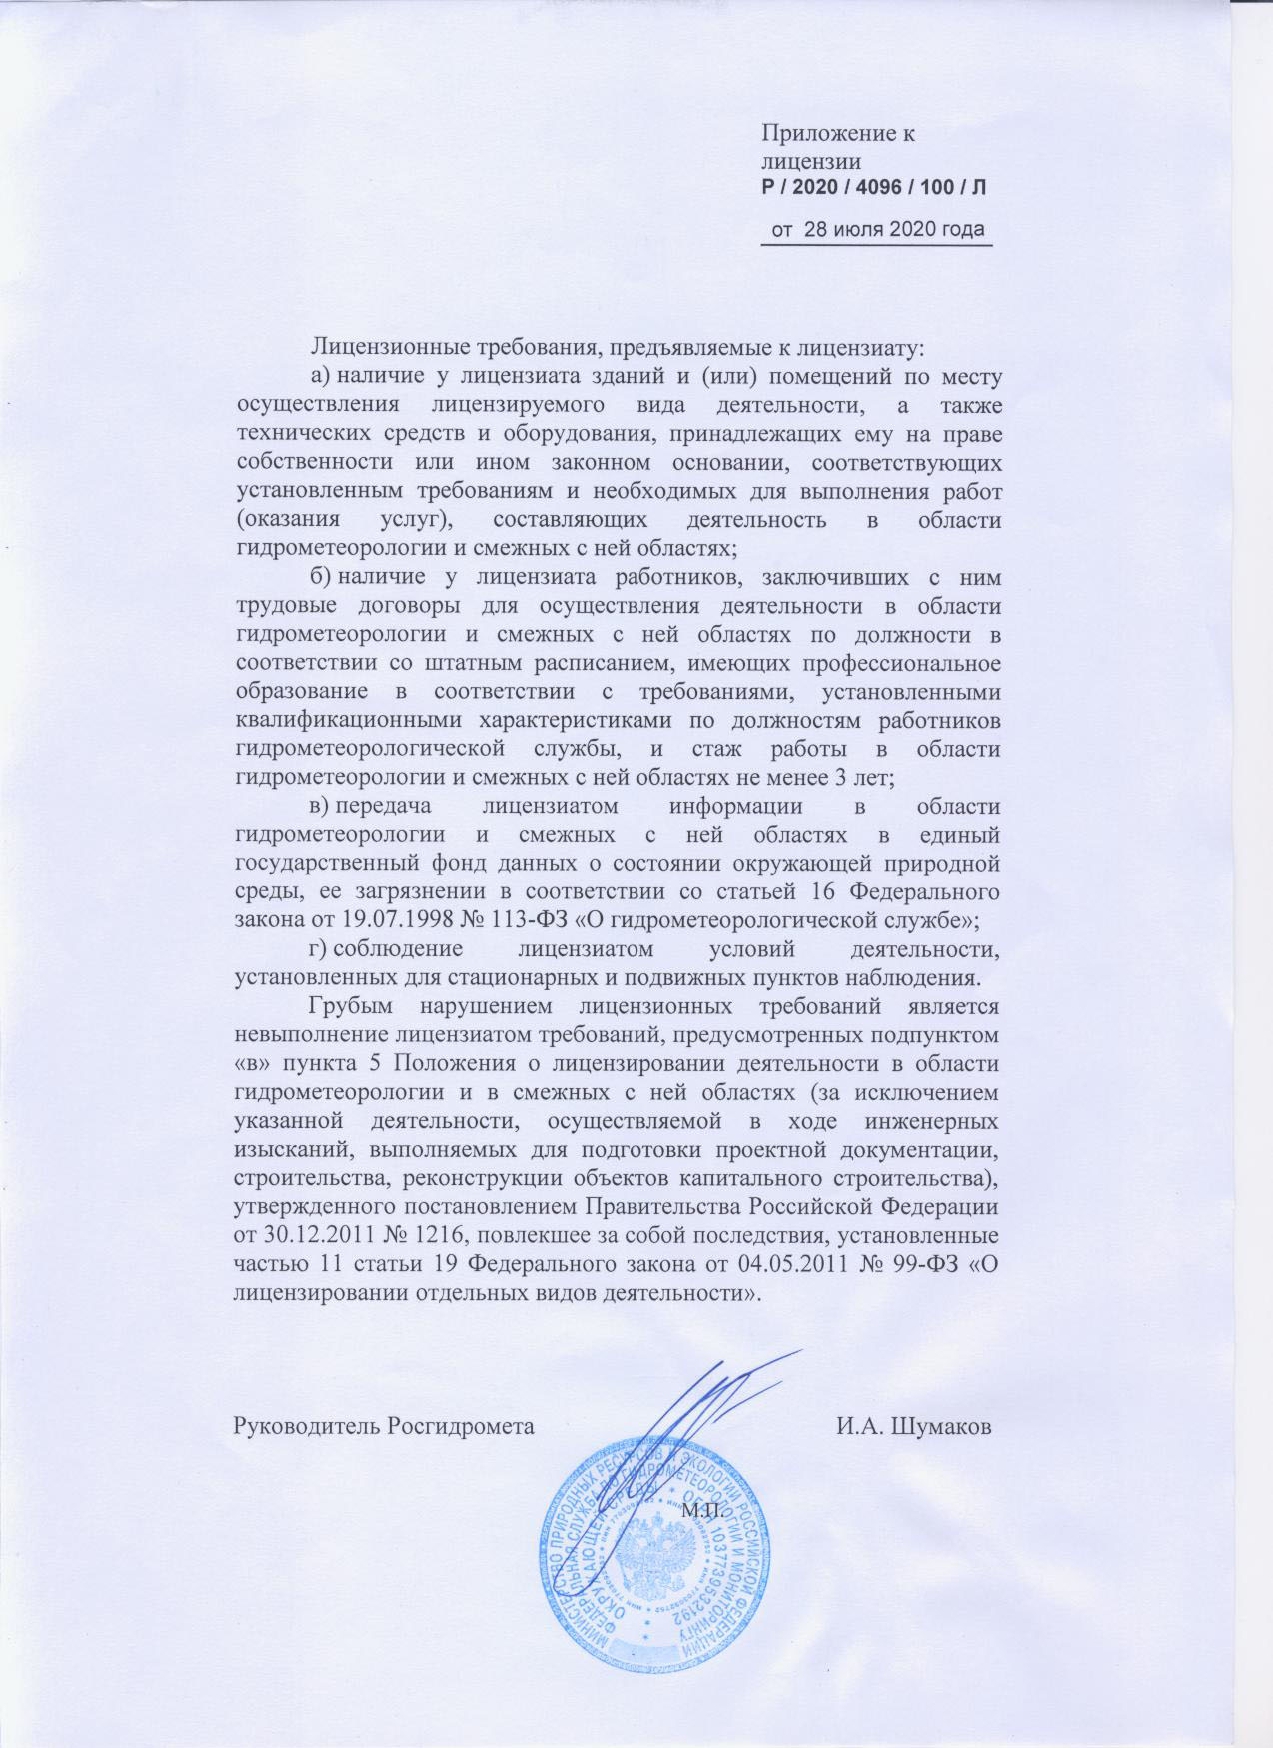 Приложение к
лицензии
Р / 2020 / 4096 / 100 / Л
от 28 июля 2020 года
Лицензионные требования, предъявляемые к лицензиату:
а) наличие у лицензиата зданий и (или) помещений по месту
осуществления лицензируемого вида деятельности, а также
технических средств и оборудования, принадлежащих ему на праве
собственности или ином законном основании, соответствующих
установленным требованиям и необходимых для выполнения работ
(оказания услуг), составляющих деятельность в области
гидрометеорологии и смежных с ней областях;
б) наличие у лицензиата работников, заключивших с ним
трудовые договоры для осуществления деятельности в области
гидрометеорологии и смежных с ней областях по должности в
соответствии со штатным расписанием, имеющих профессиональное
образование в соответствии с требованиями, установленными
квалификационными характеристиками по должностям работников
гидрометеорологической службы, и стаж работы в области
гидрометеорологии и смежных с ней областях не менее 3 лет;
в) передача лицензиатом информации в области
гидрометеорологии и смежных с ней областях в единый
государственный фонд данных о состоянии окружающей природной
среды, ее загрязнении в соответствии со статьей 16 Федерального
закона от 19.07.1998 № 113-ФЗ «О гидрометеорологической службе»;
г) соблюдение лицензиатом условий деятельности,
установленных для стационарных и подвижных пунктов наблюдения.
Грубым нарушением лицензионных требований является
невыполнение лицензиатом требований, предусмотренных подпунктом
«в» пункта 5 Положения о лицензировании деятельности в области
гидрометеорологии и в смежных с ней областях (за исключением
указанной деятельности, осуществляемой в ходе инженерных
изысканий, выполняемых для подготовки проектной документации,
строительства, реконструкции объектов капитального строительства),
утвержденного постановлением Правительства Российской Федерации
от 30.12.2011 № 1216, повлекшее за собой последствия, установленные
частью 11 статьи 19 Федерального закона от 04.05.2011 № 99-ФЗ «О
лицензировании отдельных видов деятельности».
Руководитель Росгидромета И.А. Шумаков
М.П.
МИНИСТЕРСТВО ПРИРОДНЫХ РЕСУРСОВ И ЭКОЛОГИИ РОССИЙСКОЙ ФЕДЕРАЦИИ
ФЕДЕРАЛЬНАЯ СЛУЖБА ПО ГИДРОМЕТЕОРОЛОГИИ И МОНИТОРИНГУ
ОКРУЖАЮЩЕЙ СРЕДЫ * ОГРН 1037739532192